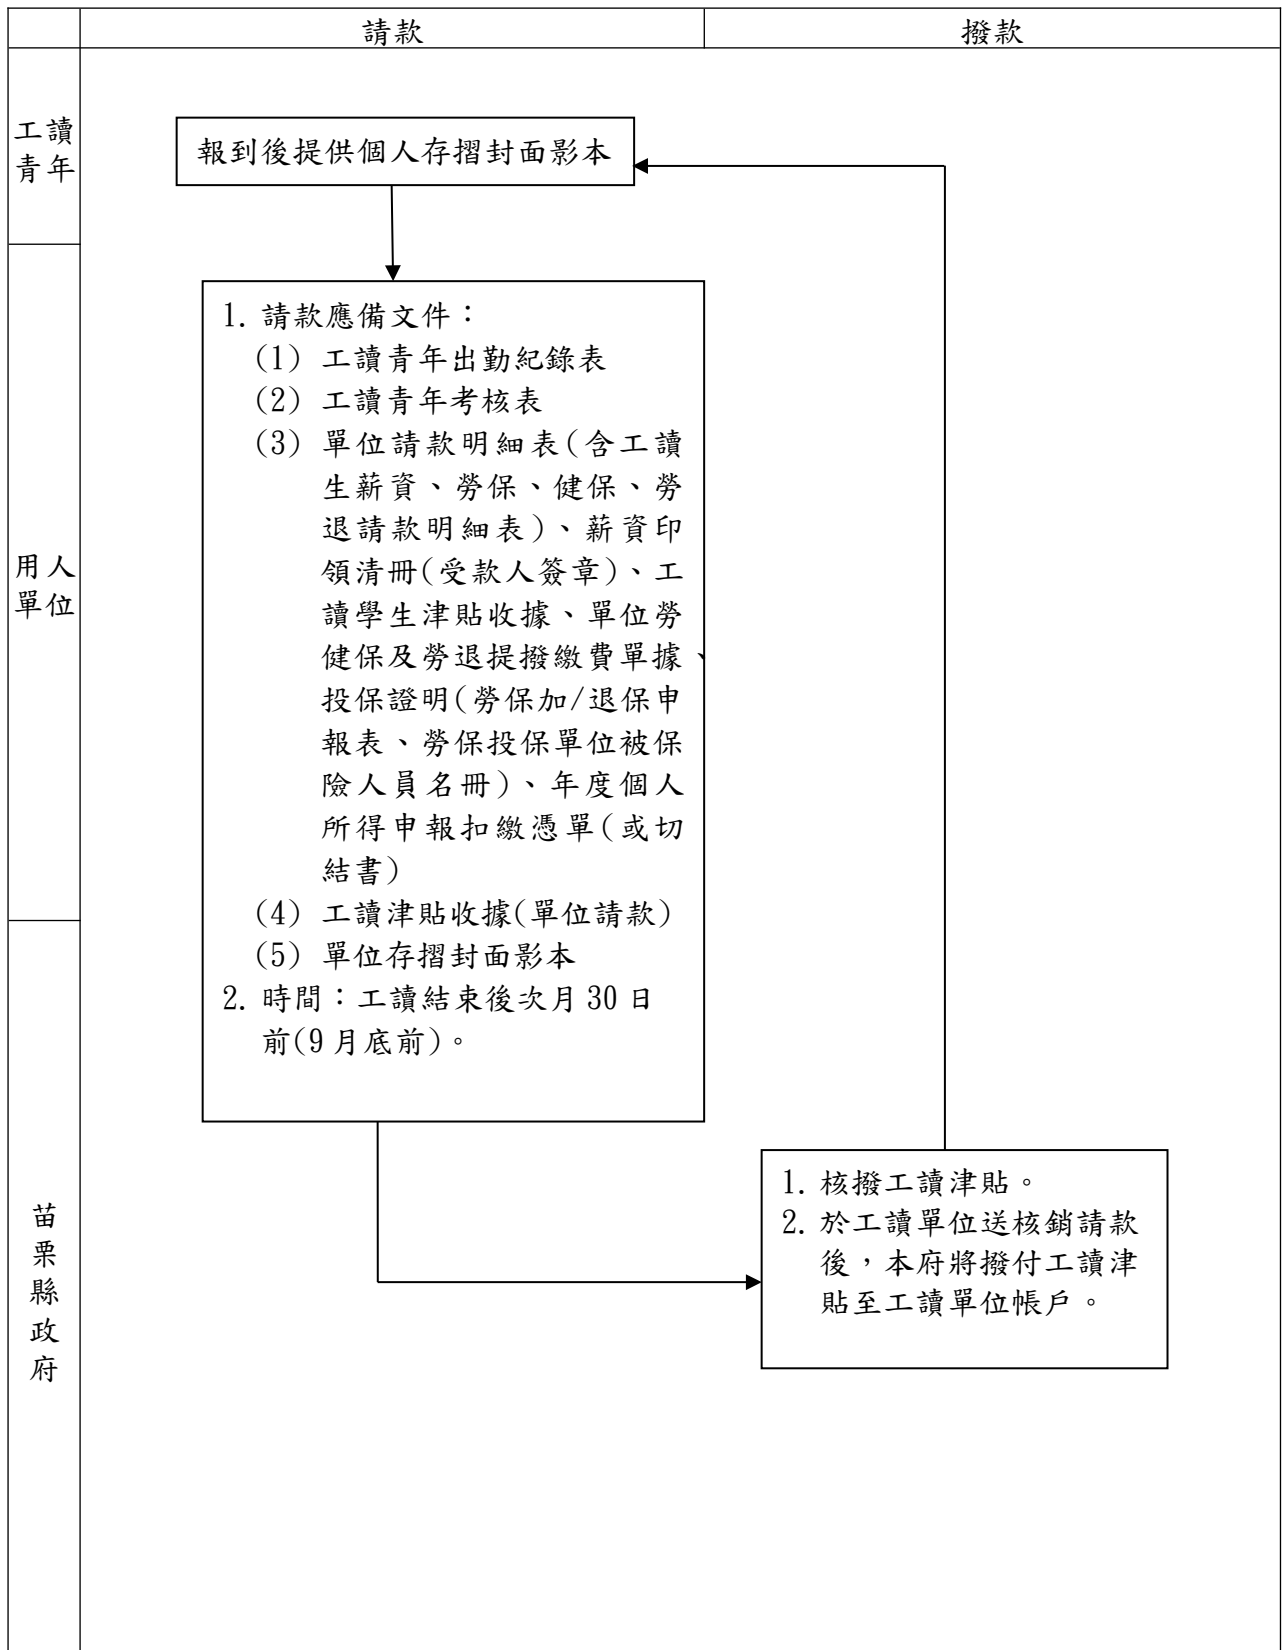 請款
撥款
工讀
青年
報到後提供個人存摺封面影本
用人
單位
1. 請款應備文件：
(1) 工讀青年出勤紀錄表
(2) 工讀青年考核表
(3) 單位請款明細表(含工讀
生薪資、勞保、健保、勞
退請款明細表)、薪資印
領清冊(受款人簽章)、工
讀學生津貼收據、單位勞
健保及勞退提撥繳費單據、
投保證明(勞保加/退保申
報表、勞保投保單位被保
險人員名冊)、年度個人
所得申報扣繳憑單(或切
結書)
(4) 工讀津貼收據(單位請款)
(5) 單位存摺封面影本
2. 時間：工讀結束後次月 30 日
前(9 月底前)。
苗
栗
縣
政
府
1. 核撥工讀津貼。
2. 於工讀單位送核銷請款
後，本府將撥付工讀津
貼至工讀單位帳戶。